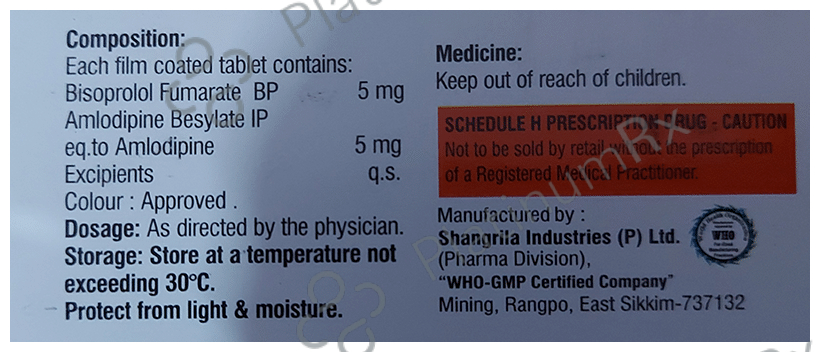 Composition:
Each film coated tablet contains:
Bisoprolol Fumarate BP 5 mg
Amlodipine Besylate IP
eq.to Amlodipine 5 mg
Excipients q.s.
Colour : Approved .
Dosage: As directed by the physician.
Storage: Store at a temperature not
exceeding 30°C.
Protect from light & moisture.
Medicine:
Keep out of reach of children.
SCHEDULE H PRESCRIPTION DRUG - CAUTION
Not to be sold by retail without the prescription
of a Registered Medical Practitioner.
Manufactured by :
Shangrila Industries (P) Ltd.
(Pharma Division),
"WHO-GMP Certified Company"
Mining, Rangpo, East Sikkim-737132
WHO
PlatinumRx